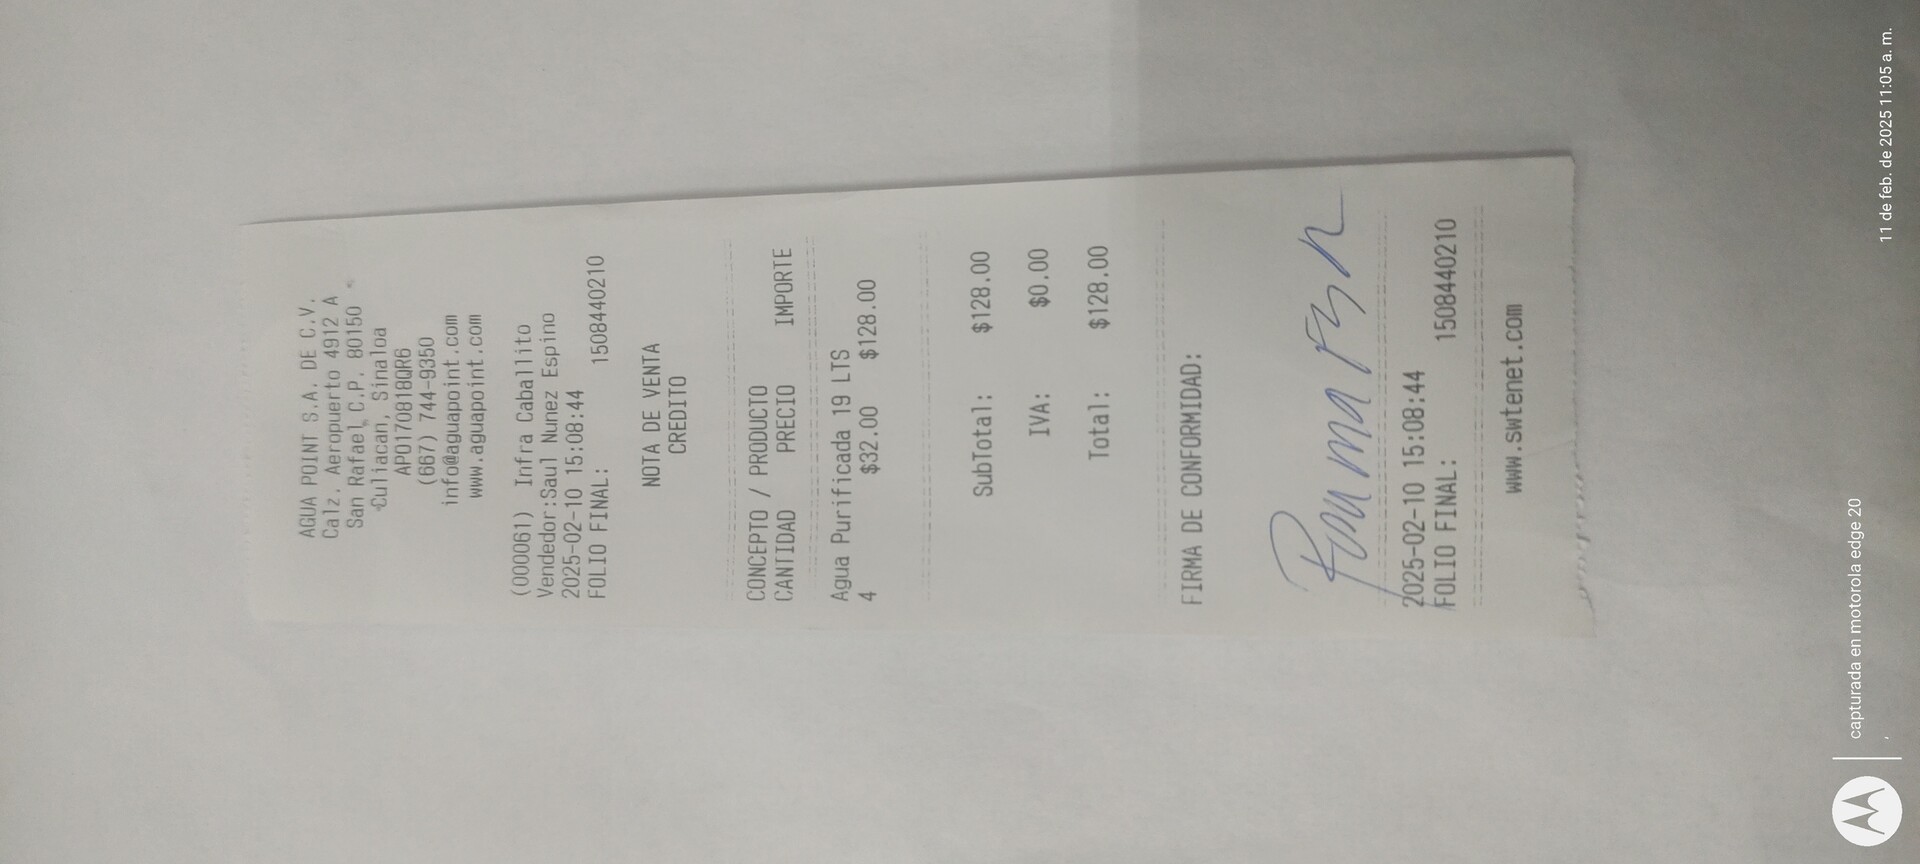 AGUA POINT S.A. DE C.V.
Calz. Aeropuerto 4912 A
San Rafael C.P. 80150
Culiacan, Sinaloa
APO170818QR6
(667) 744-9350
info@aguapoint.com
www.aguapoint.com
(000061) Infra Caballito
Vendedor:Saul Nunez Espino
2025-02-10 15:08:44
FOLIO FINAL: 1508440210
NOTA DE VENTA
CREDITO
CONCEPTO / PRODUCTO
CANTIDAD PRECIO IMPORTE
Agua Purificada 19 LTS
4 $32.00 $128.00
SubTotal: $128.00
IVA: $0.00
Total: $128.00
FIRMA DE CONFORMIDAD:
2025-02-10 15:08:44
FOLIO FINAL: 1508440210
www.swtenet.com
capturada en motorola edge 20
11 de feb. de 2025 11:05 a. m.